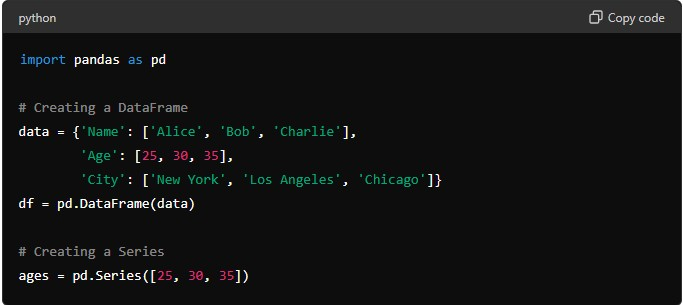 python
Copy code
import pandas as pd
# Creating a DataFrame
data = {'Name': ['Alice', 'Bob', 'Charlie'],
        'Age': [25, 30, 35],
        'City': ['New York', 'Los Angeles', 'Chicago']}
df = pd.DataFrame(data)
# Creating a Series
ages = pd.Series([25, 30, 35])